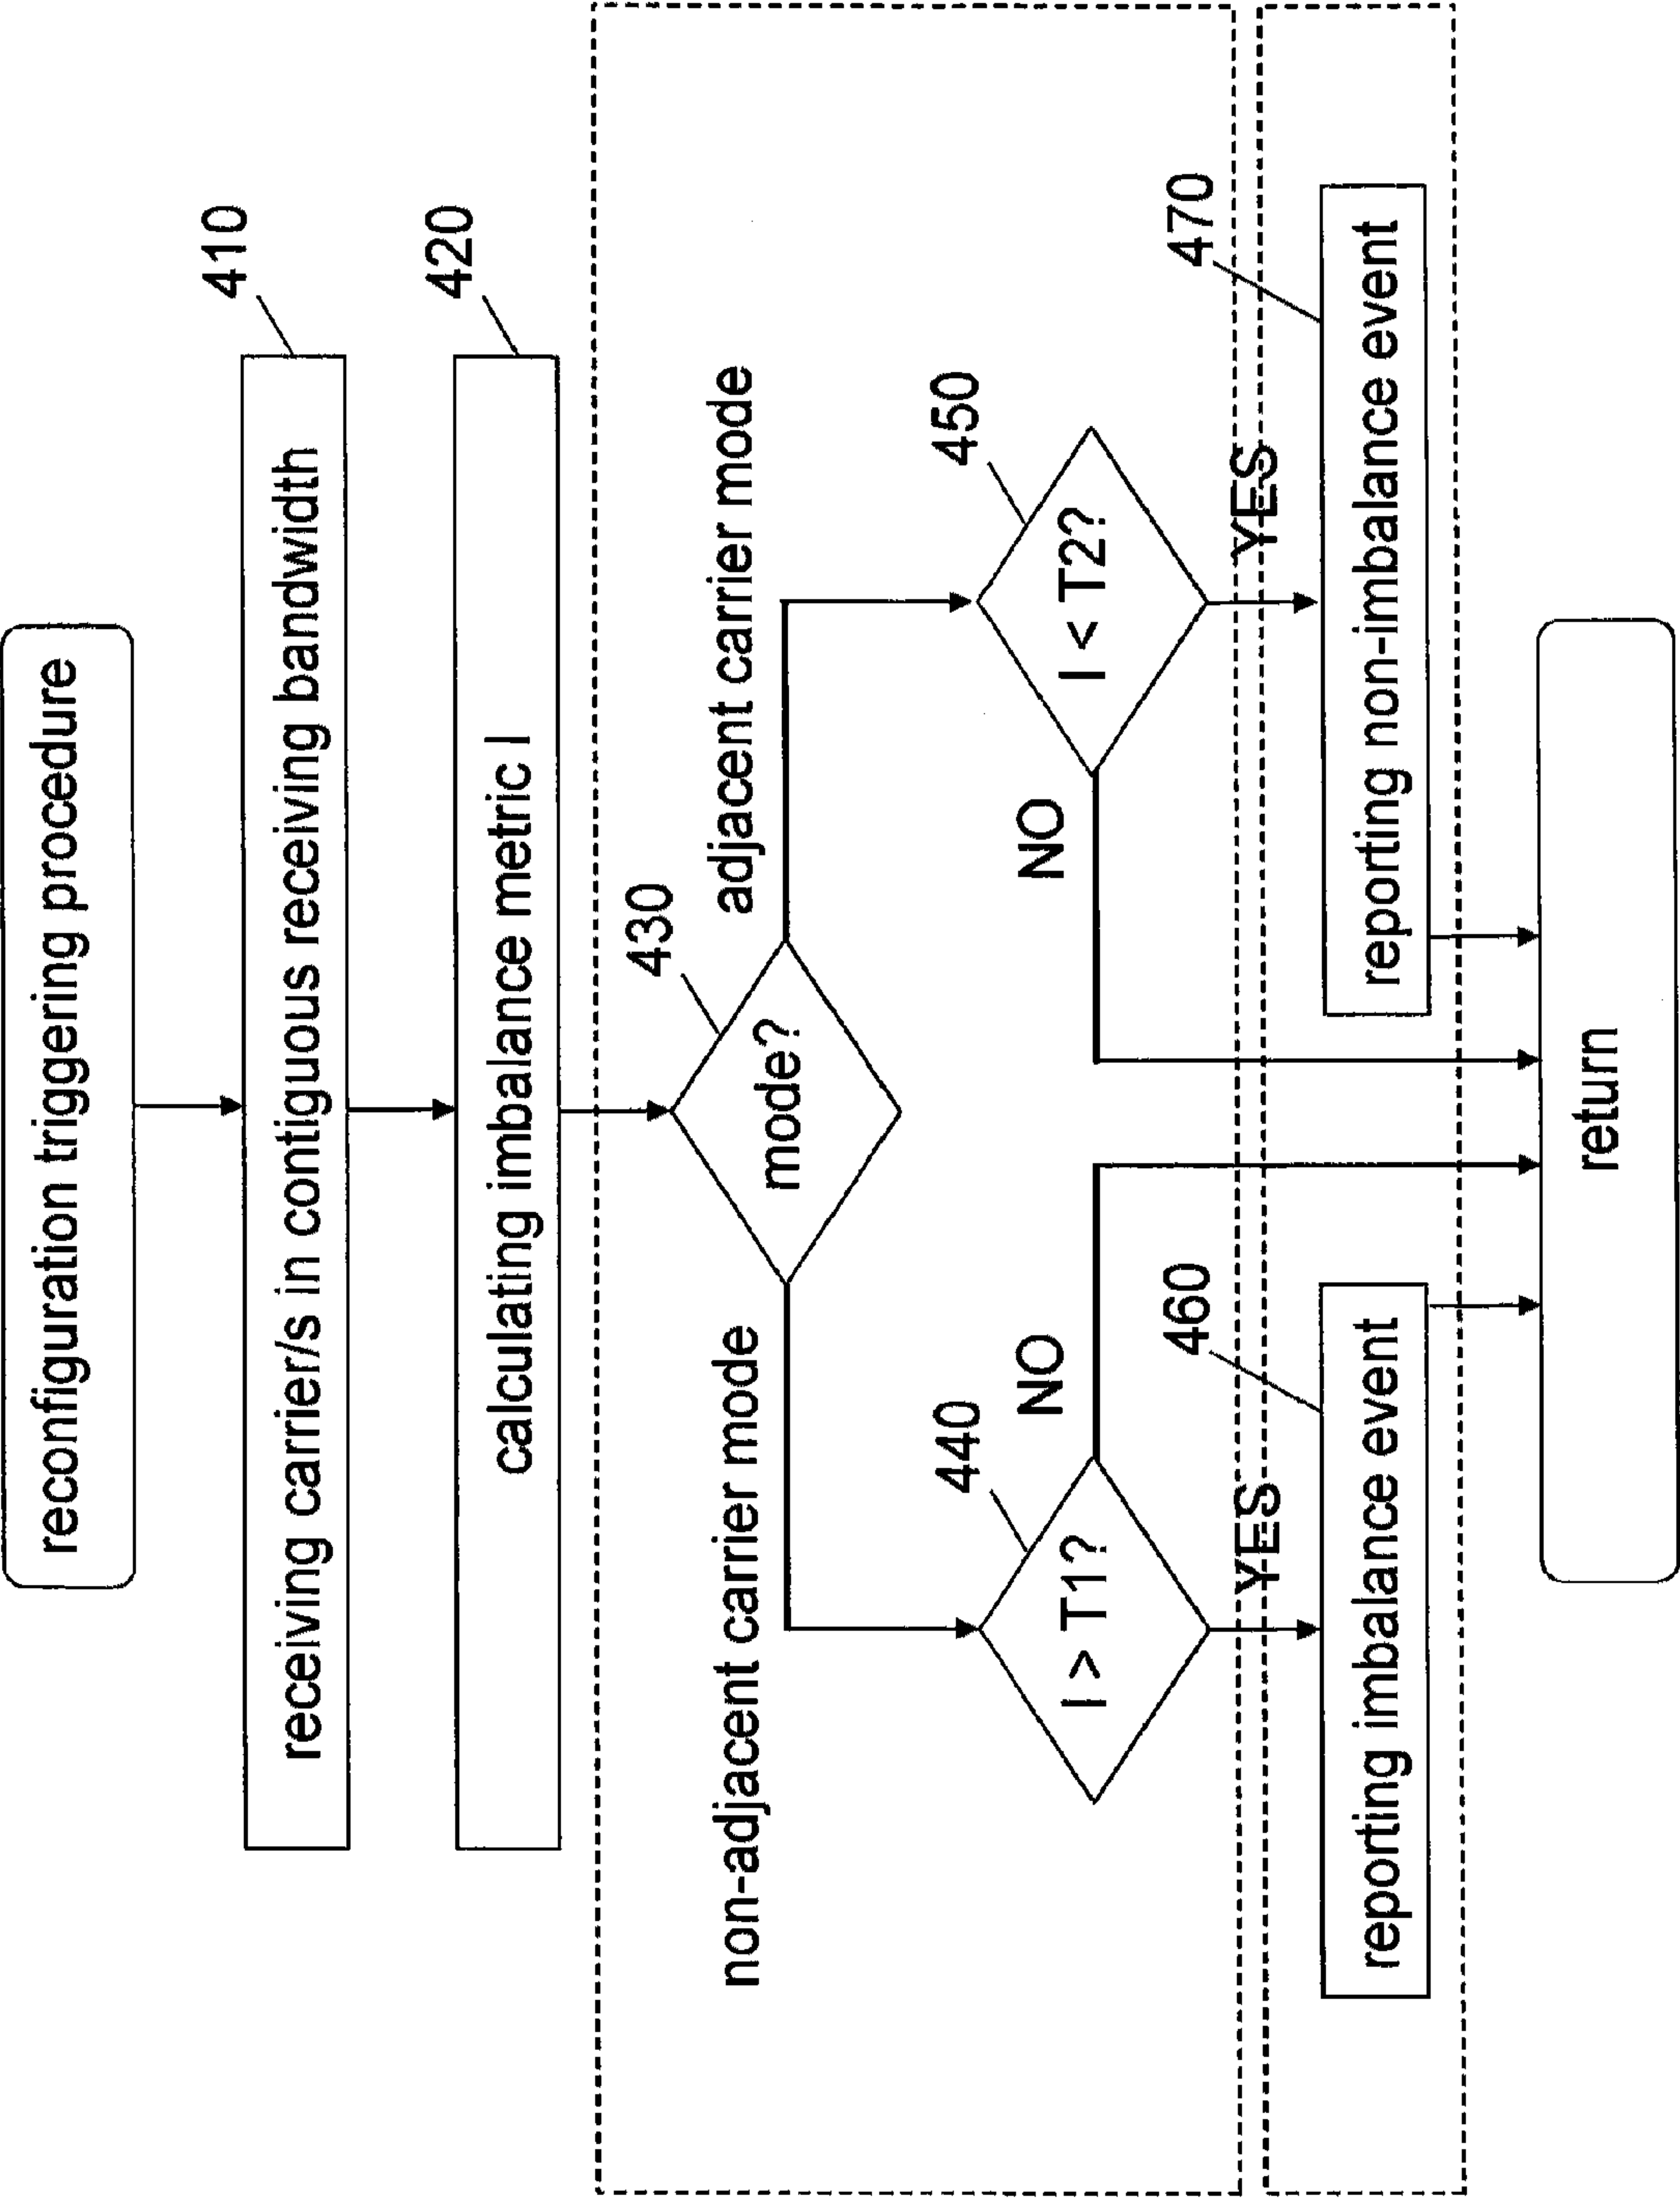 reconfiguration triggering procedure
410
receiving carrier/s in contiguous receiving bandwidth
420
calculating imbalance metric I
430
mode?
non-adjacent carrier mode
adjacent carrier mode
440
I > T1?
NO
450
I < T2?
NO
YES
YES
460
reporting imbalance event
470
reporting non-imbalance event
return